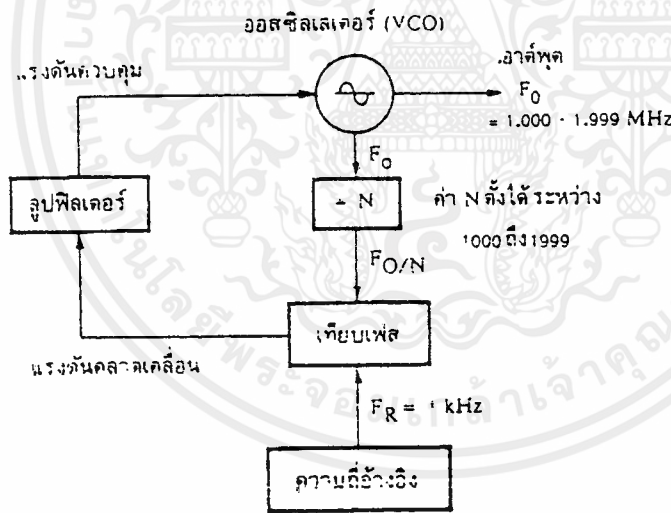 ออสซิลเลเตอร์ (VCO)
แรงดันควบคุม
เอาต์พุต
F0
= 1.000 - 1.999 MHz
F0
ลูปฟิลเตอร์
÷ N
ค่า N ตั้งได้ระหว่าง
1000 ถึง 1999
FO/N
เทียบเฟส
แรงดันคลาดเคลื่อน
FR = 1 kHz
ความถี่อ้างอิง